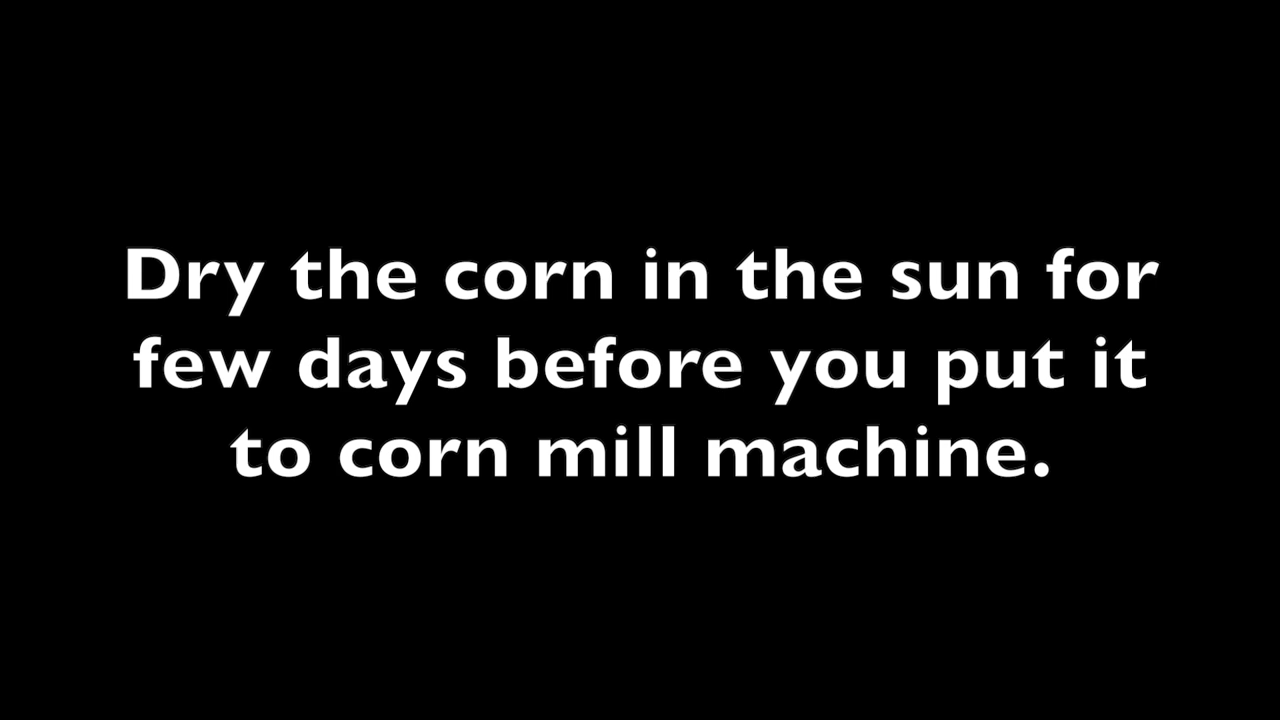 Dry the corn in the sun for
few days before you put it
to corn mill machine.